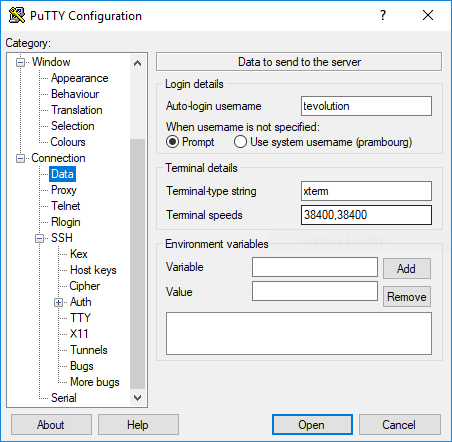 PuTTY Configuration ?
Category:
Window
Appearance
Behaviour
Translation
Selection
Colours
Connection
Data
Proxy
Telnet
Rlogin
SSH
Kex
Host keys
Cipher
Auth
TTY
X11
Tunnels
Bugs
More bugs
Serial
Data to send to the server
Login details
Auto-login username tevolution
When username is not specified:
Prompt Use system username (prambourg)
Terminal details
Terminal-type string xterm
Terminal speeds 38400,38400
Environment variables
Variable Add
Value Remove
About Help Open Cancel